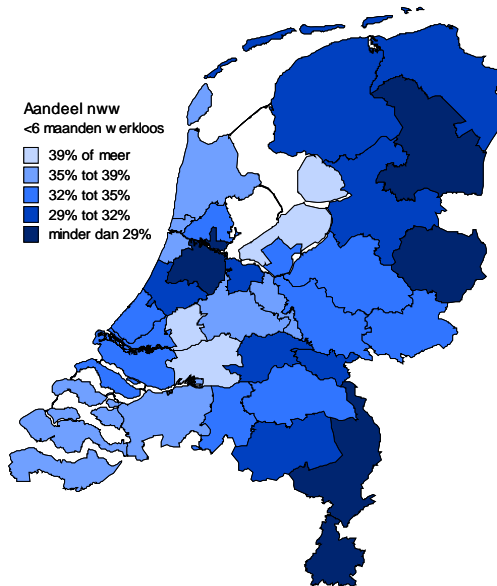 Aandeel nww
<6 maanden werkloos
39% of meer
35% tot 39%
32% tot 35%
29% tot 32%
minder dan 29%